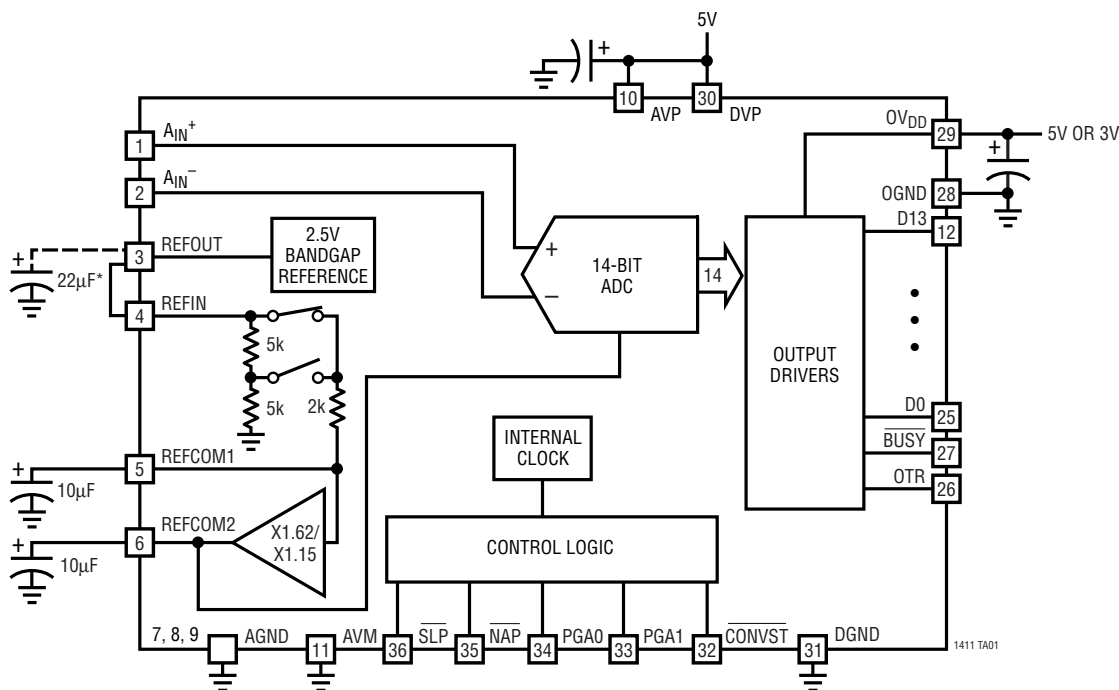 5V
+
10
30
AVP
DVP
OVDD
29
5V OR 3V
+
1
AIN+
2
AIN−
OGND
28
D13
12
3
REFOUT
2.5V
BANDGAP
REFERENCE
+
22µF*
4
REFIN
+
−
14-BIT
ADC
14
5k
5k
2k
OUTPUT
DRIVERS
D0
25
BUSY
27
OTR
26
INTERNAL
CLOCK
5
REFCOM1
+
10µF
6
REFCOM2
+
10µF
X1.62/
X1.15
CONTROL LOGIC
7, 8, 9
AGND
11
AVM
36
SLP
35
NAP
34
PGA0
33
PGA1
32
CONVST
31
DGND
1411 TA01